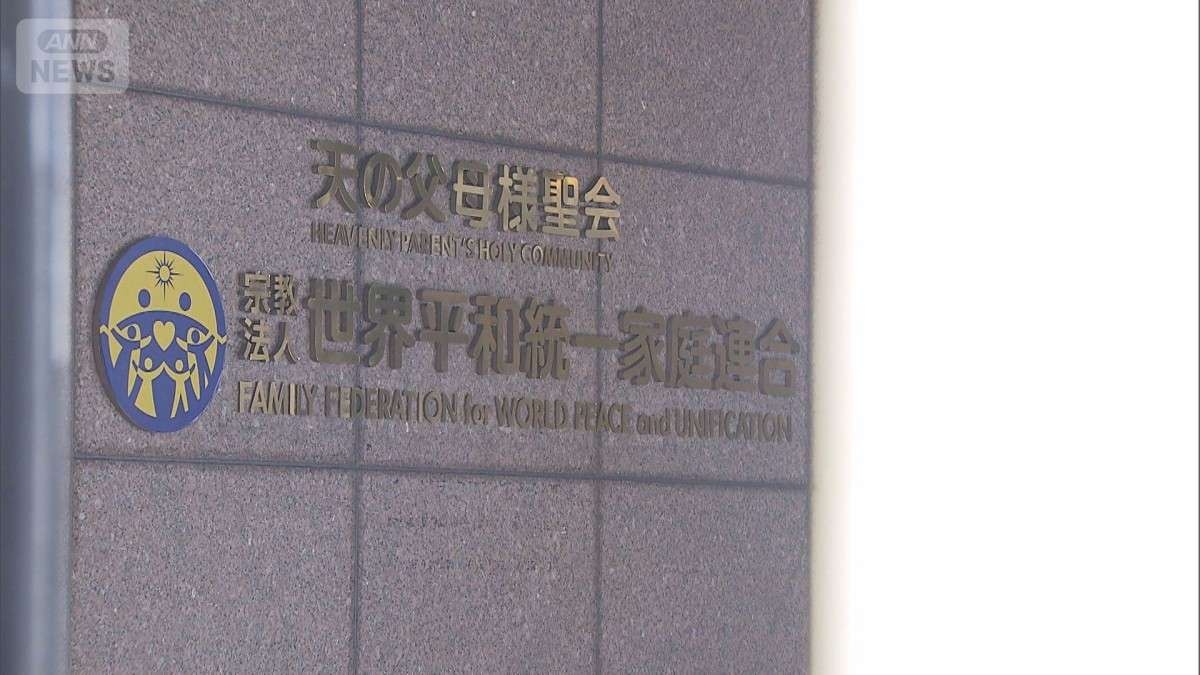 ANN
NEWS
天の父母様聖会
HEAVENLY PARENT'S HOLY COMMUNITY
宗教
法人
世界平和統一家庭連合
FAMILY FEDERATION for WORLD PEACE and UNIFICATION